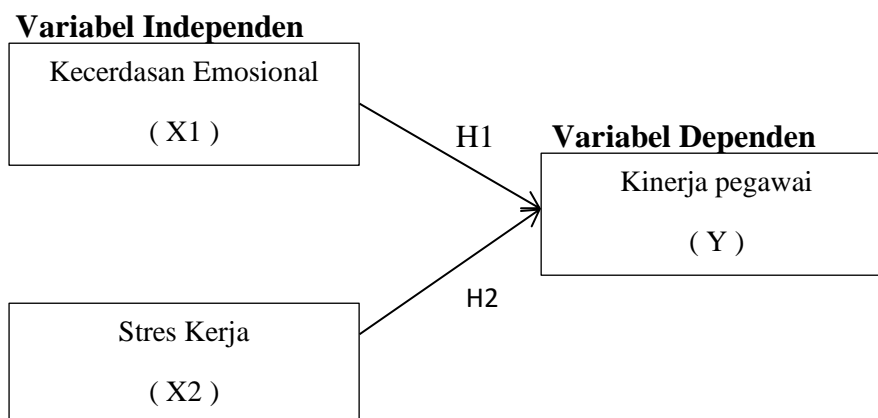 Variabel Independen
Kecerdasan Emosional
( X1 )
H1
Variabel Dependen
Kinerja pegawai
( Y )
H2
Stres Kerja
( X2 )